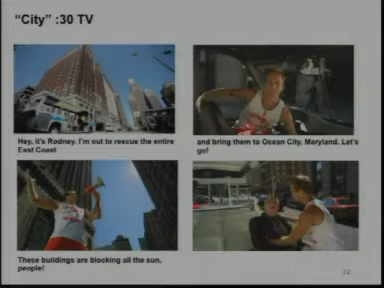 "City" :30 TV
Hey, it's Rodney. I'm out to rescue the entire
East Coast
and bring them to Ocean City, Maryland. Let's
go!
These buildings are blocking all the sun,
people!